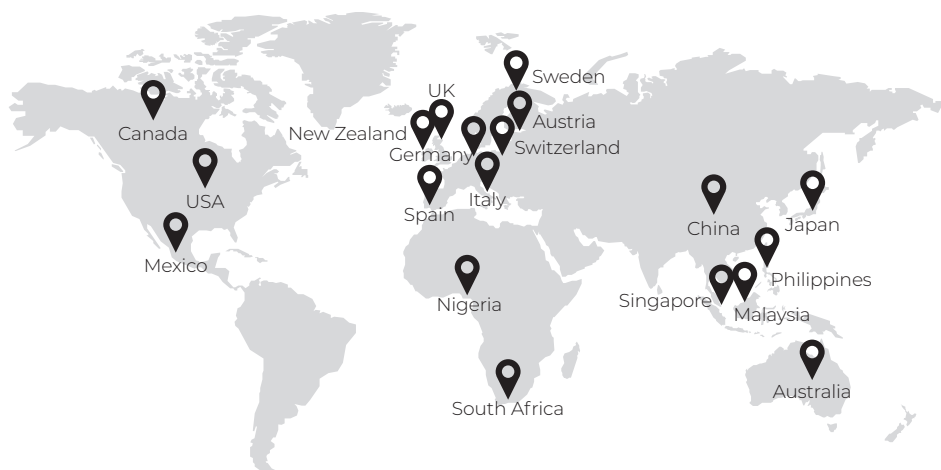 Sweden
UK
Austria
Canada
New Zealand
Switzerland
Germany
USA
Italy
Spain
China
Japan
Mexico
Philippines
Singapore
Nigeria
Malaysia
Australia
South Africa